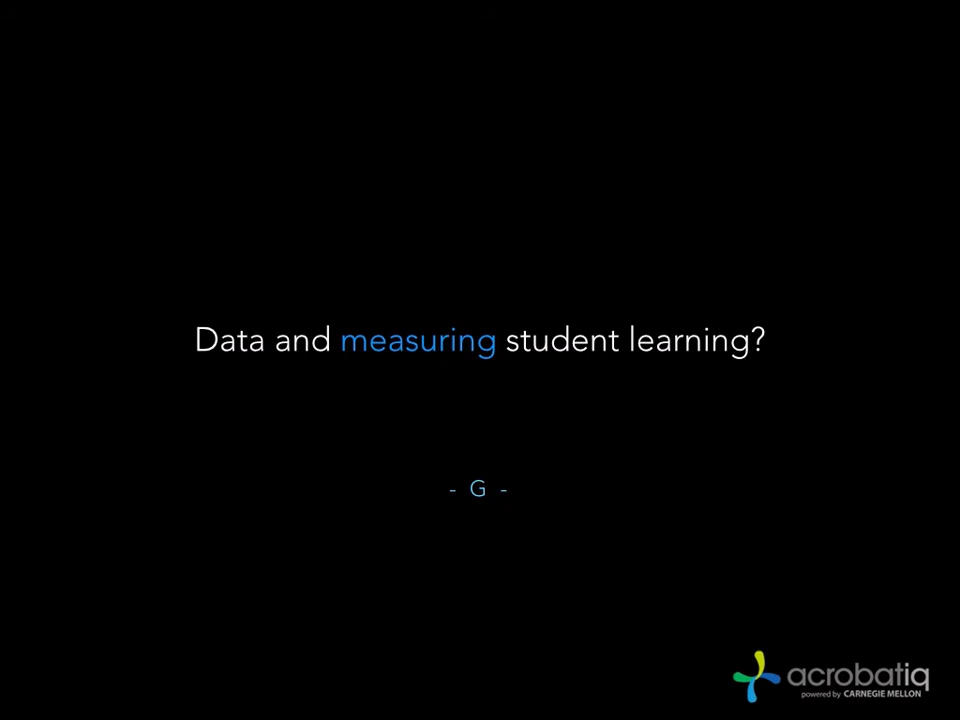 Data and measuring student learning?
- G -
acrobatiq
powered by CARNEGIE MELLON